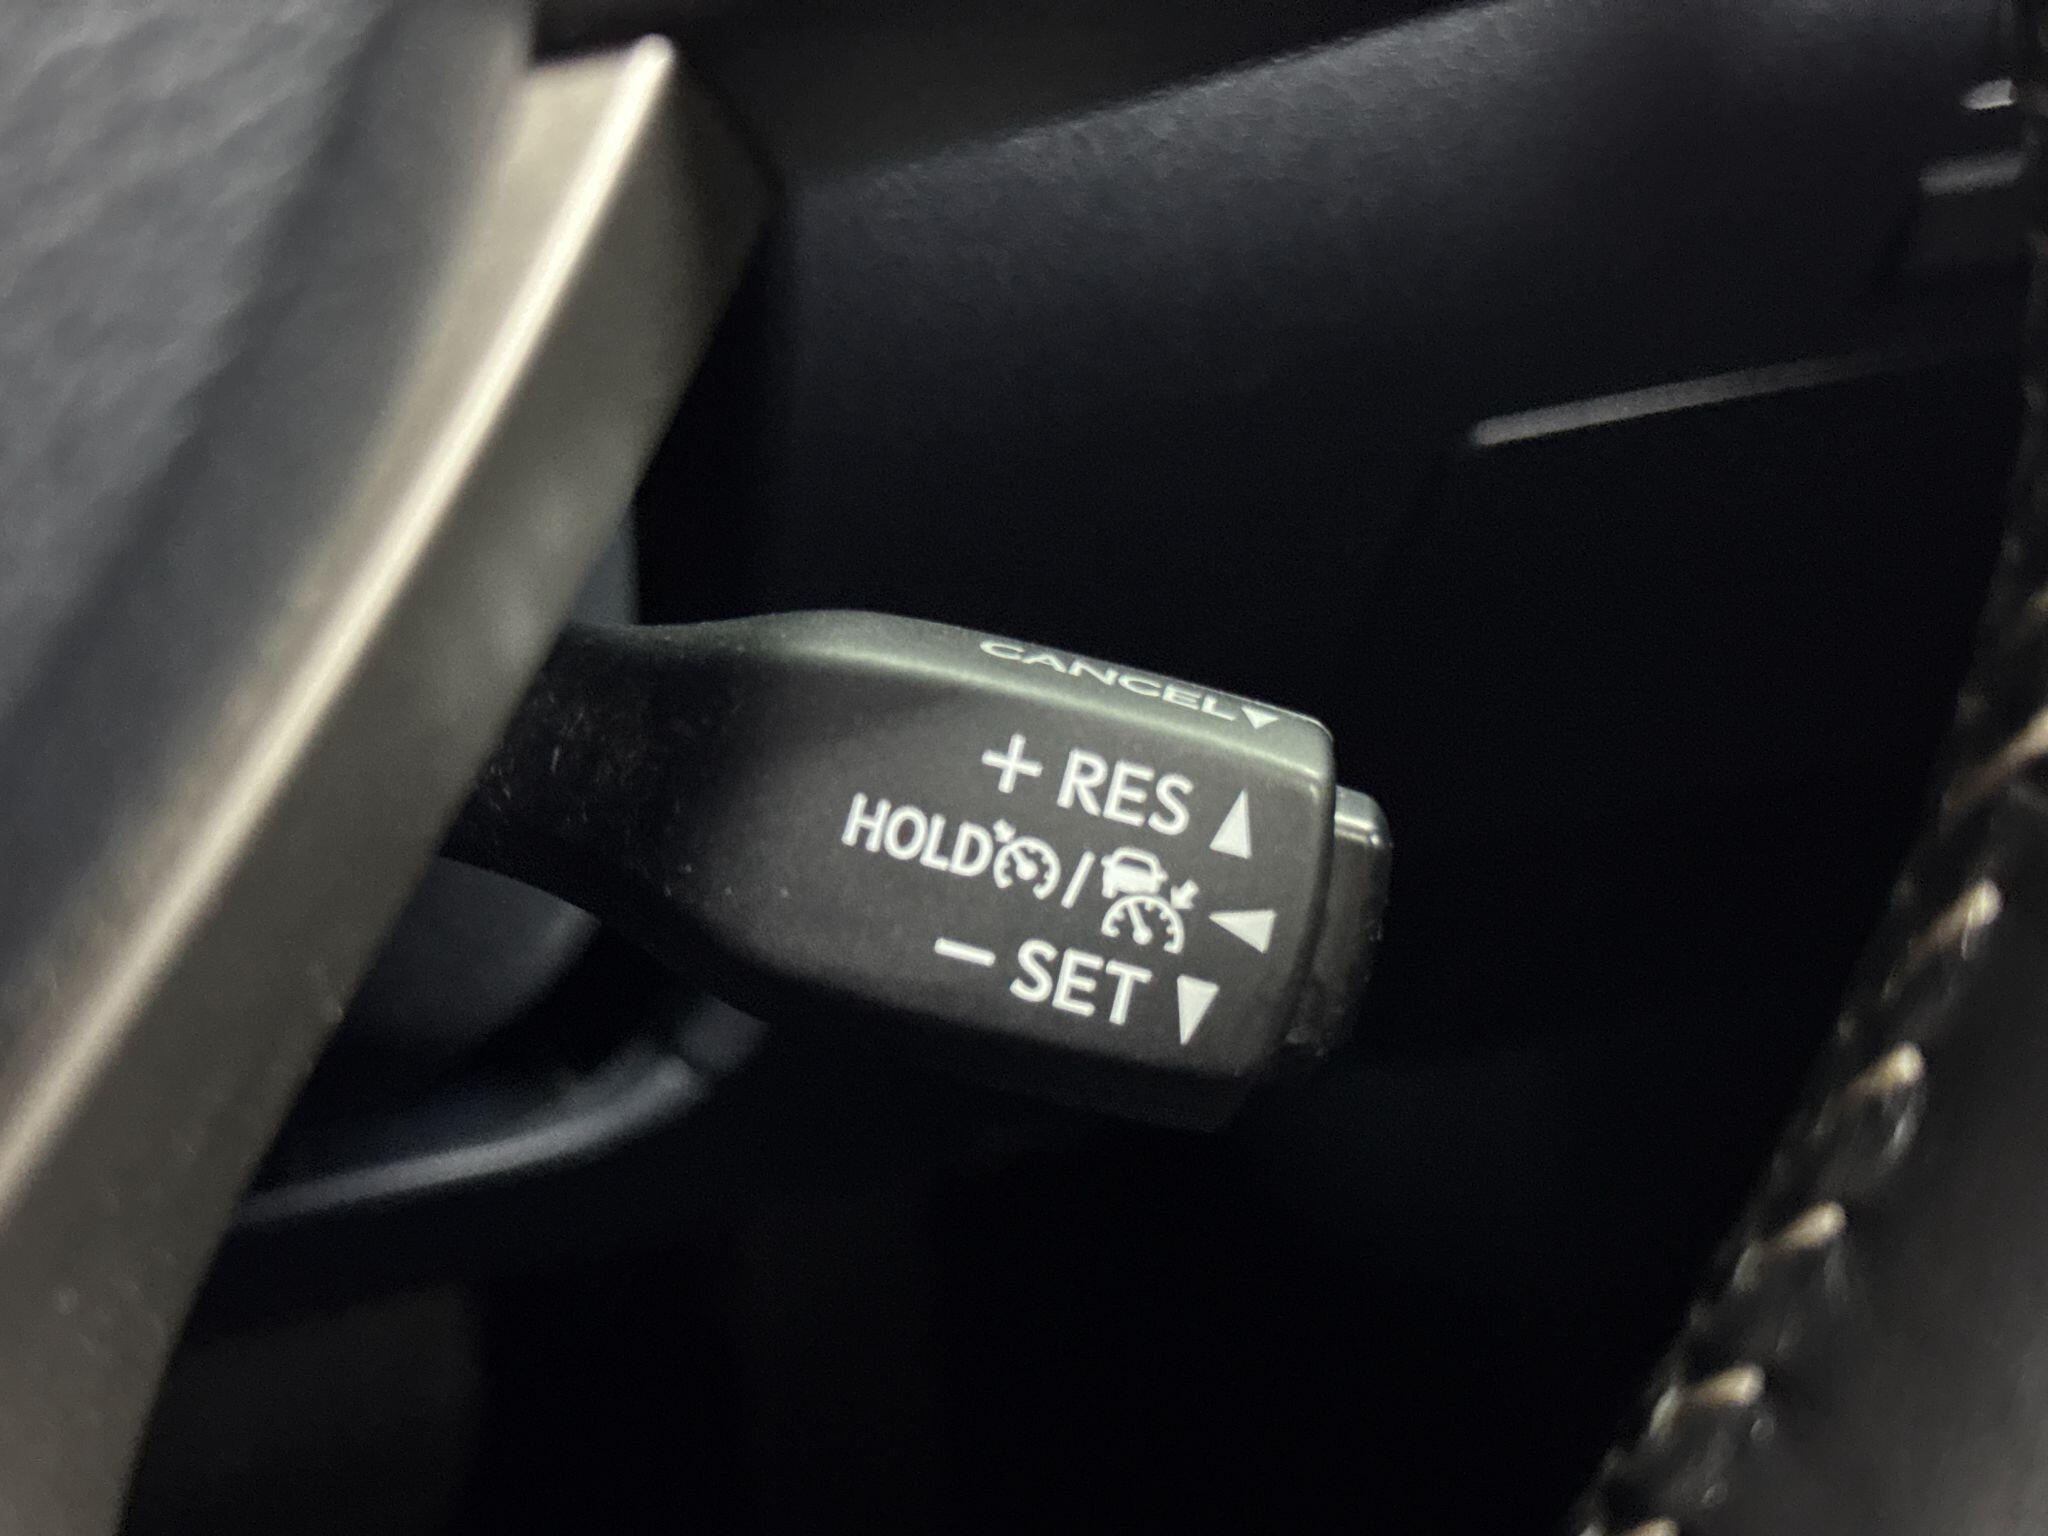 CANCEL
+ RES
HOLD /
− SET